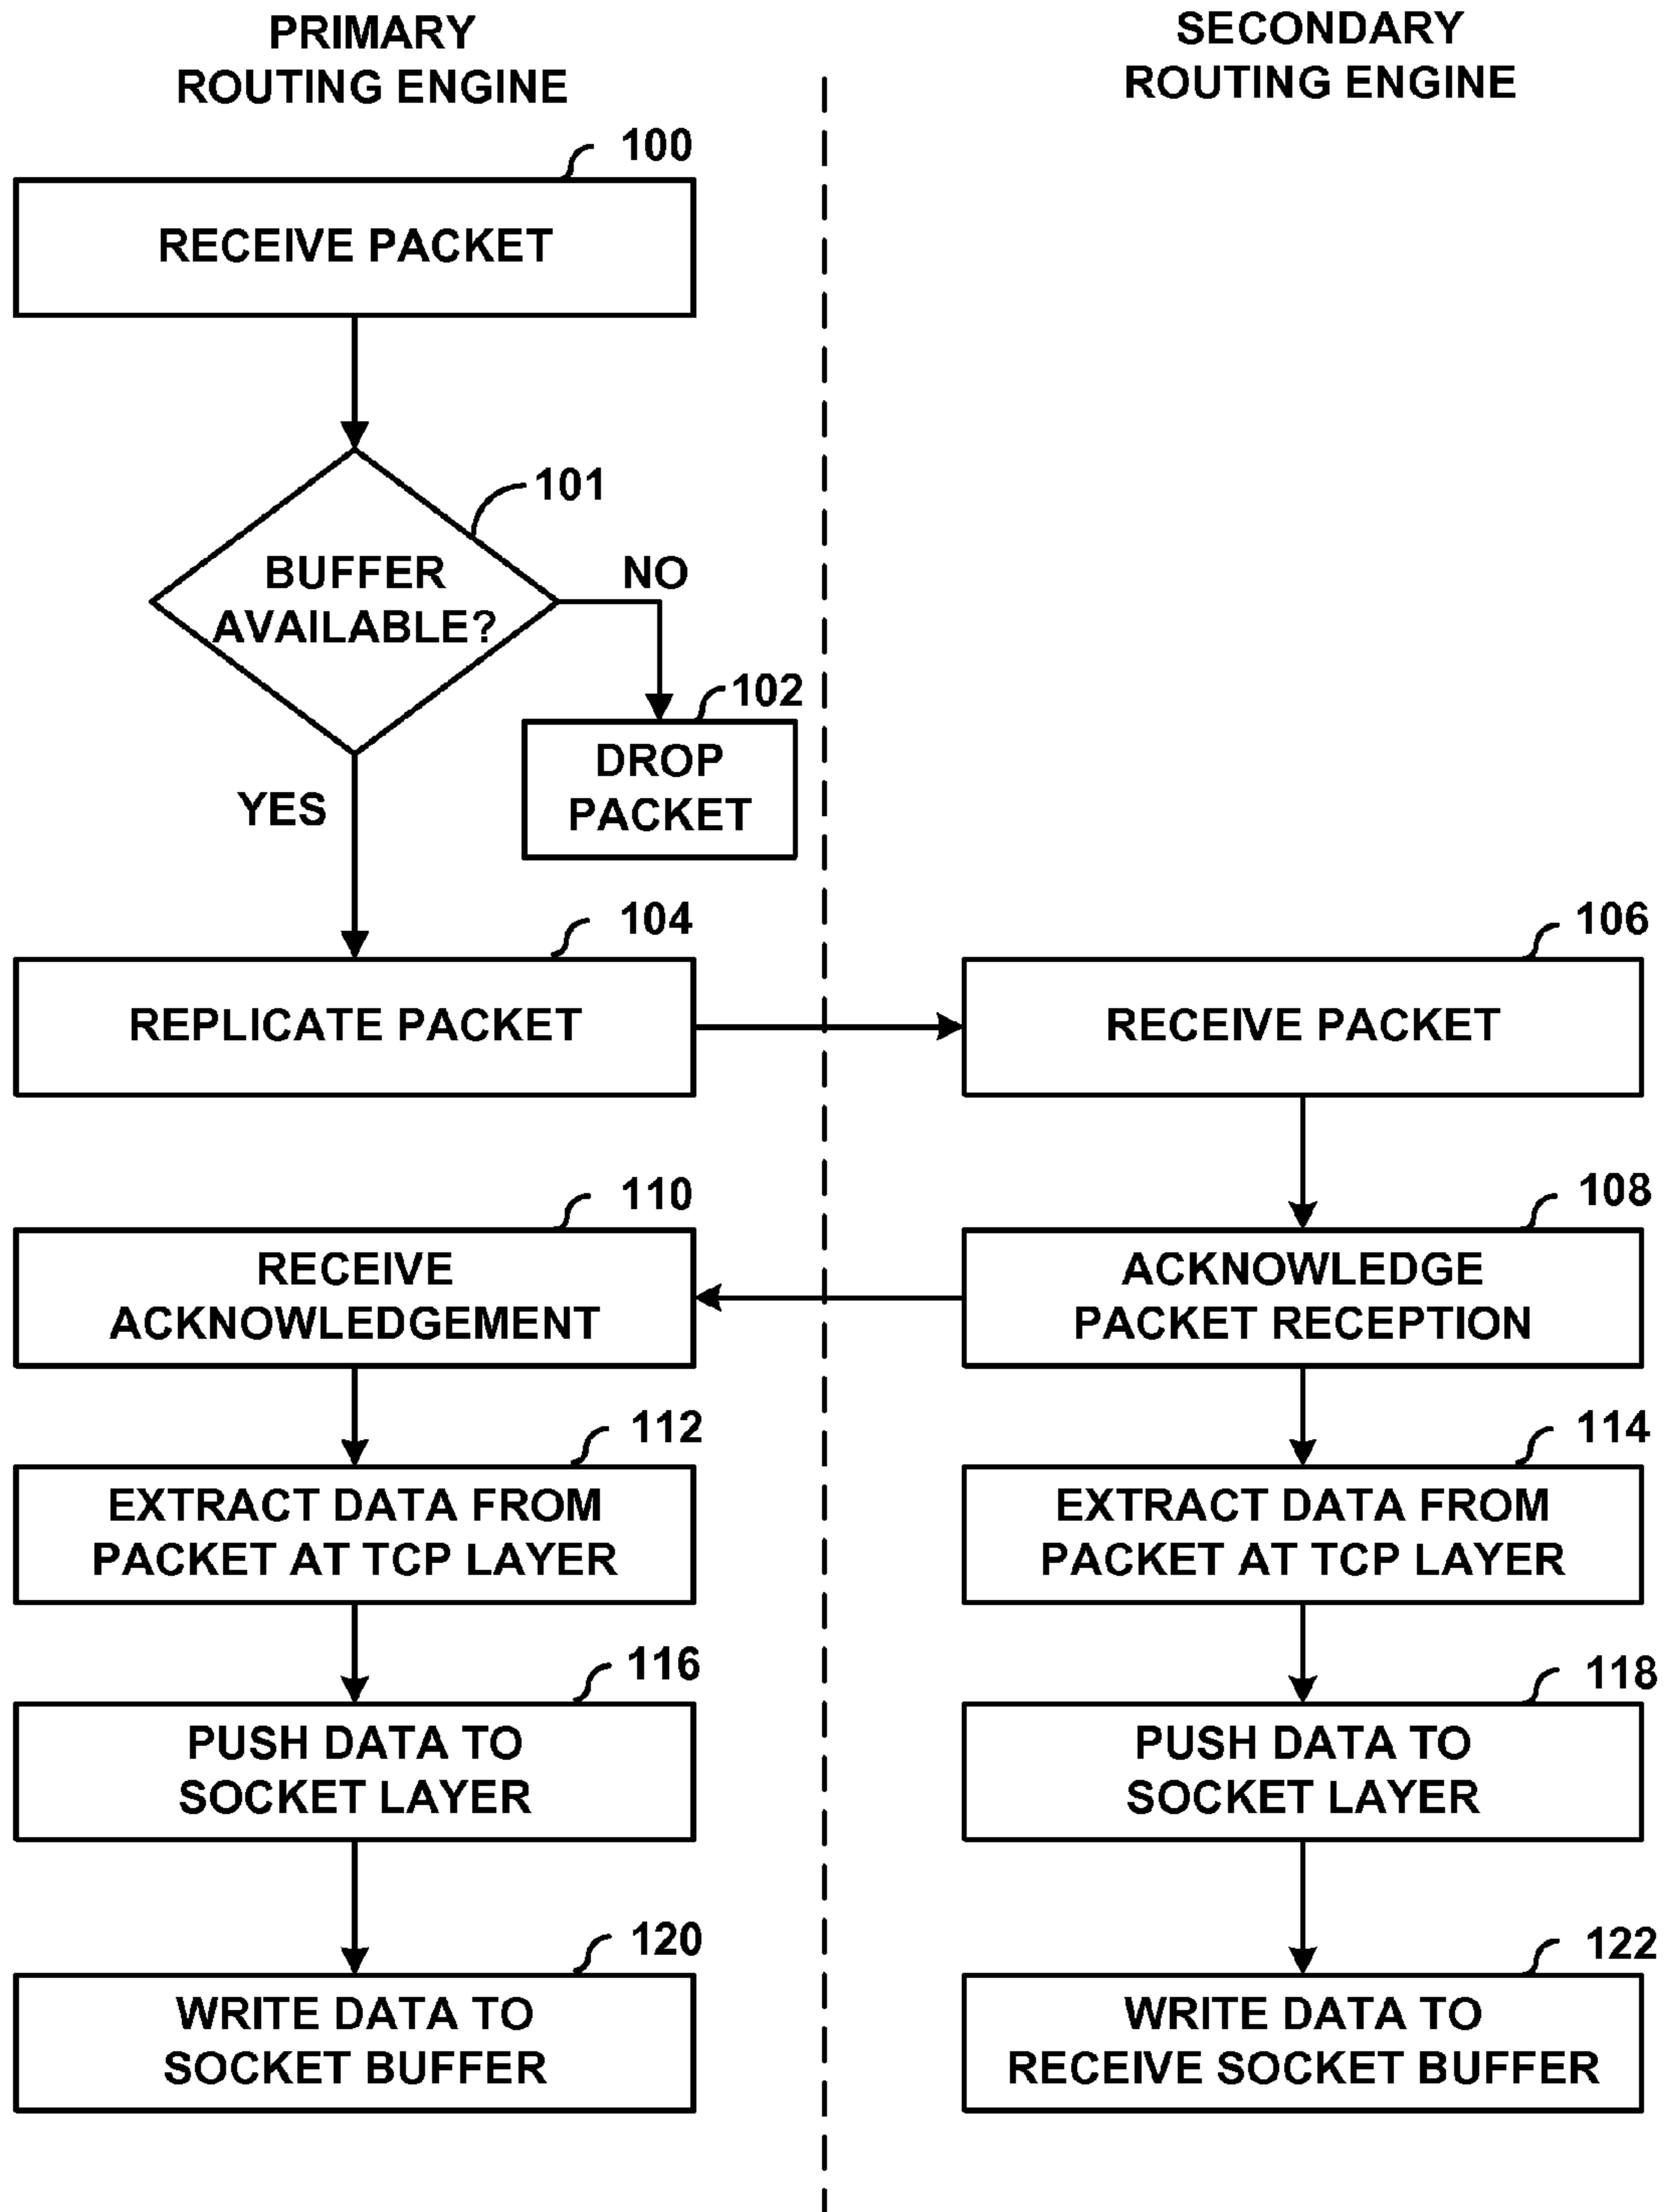 PRIMARY
ROUTING ENGINE
SECONDARY
ROUTING ENGINE
100
RECEIVE PACKET
101
BUFFER
AVAILABLE?
NO
102
DROP
PACKET
YES
104
REPLICATE PACKET
106
RECEIVE PACKET
108
ACKNOWLEDGE
PACKET RECEPTION
110
RECEIVE
ACKNOWLEDGEMENT
112
EXTRACT DATA FROM
PACKET AT TCP LAYER
114
EXTRACT DATA FROM
PACKET AT TCP LAYER
116
PUSH DATA TO
SOCKET LAYER
118
PUSH DATA TO
SOCKET LAYER
120
WRITE DATA TO
SOCKET BUFFER
122
WRITE DATA TO
RECEIVE SOCKET BUFFER